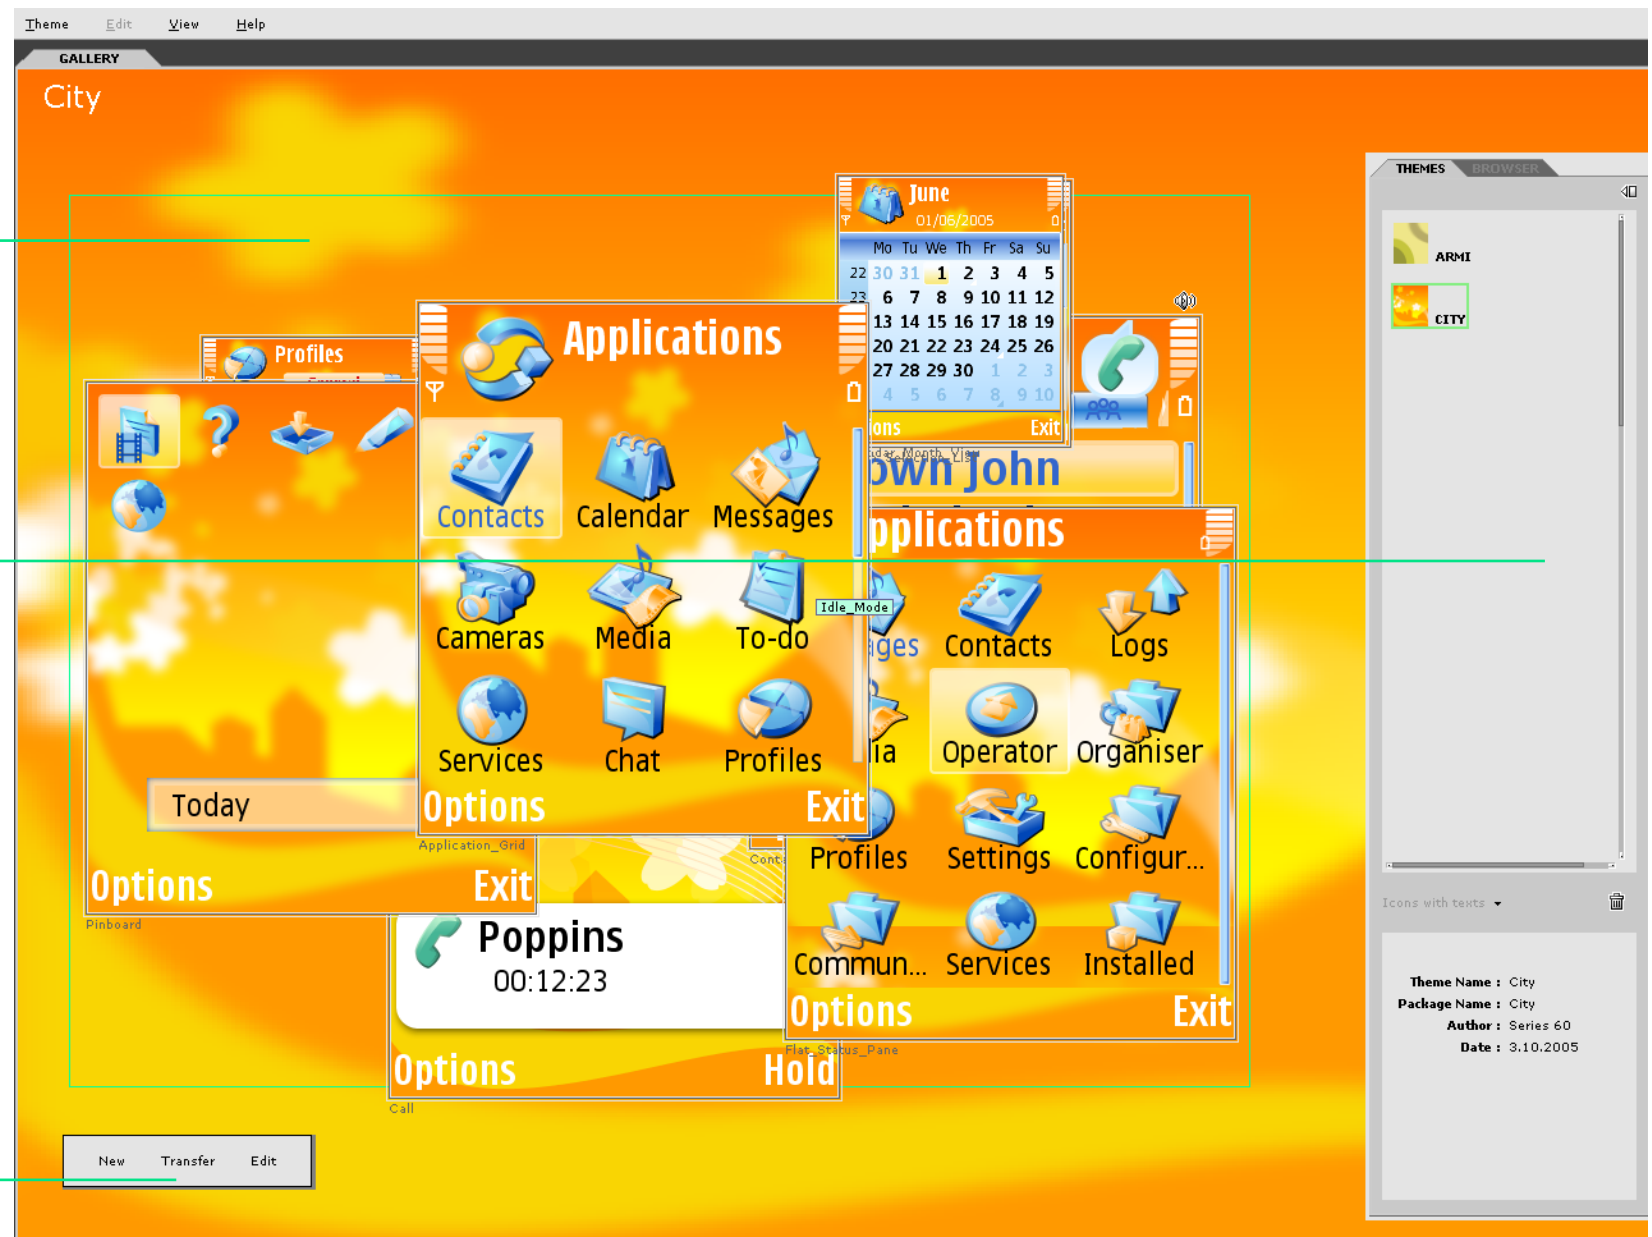 Theme Edit View Help
GALLERY
City
THEMES BROWSER
ARMI
CITY
June
01/06/2005
Mo Tu We Th Fr Sa Su
22 30 31 1 2 3 4 5
23 6 7 8 9 10 11 12
13 14 15 16 17 18 19
20 21 22 23 24 25 26
27 28 29 30 1 2 3
4 5 6 7 8 9 10
ions Exit
Profiles
Applications
Contacts Calendar Messages
Cameras Media To-do
Services Chat Profiles
Options Exit
Application_Grid
Idle_Mode
own John
pplications
ages Contacts Logs
ia Operator Organiser
Profiles Settings Configur...
Commun... Services Installed
Options Exit
Flat_Status_Pane
Today
Options Exit
Pinboard
Conta
Poppins
00:12:23
Options Hold
Call
New Transfer Edit
Icons with texts
Theme Name : City
Package Name : City
Author : Series 60
Date : 3.10.2005